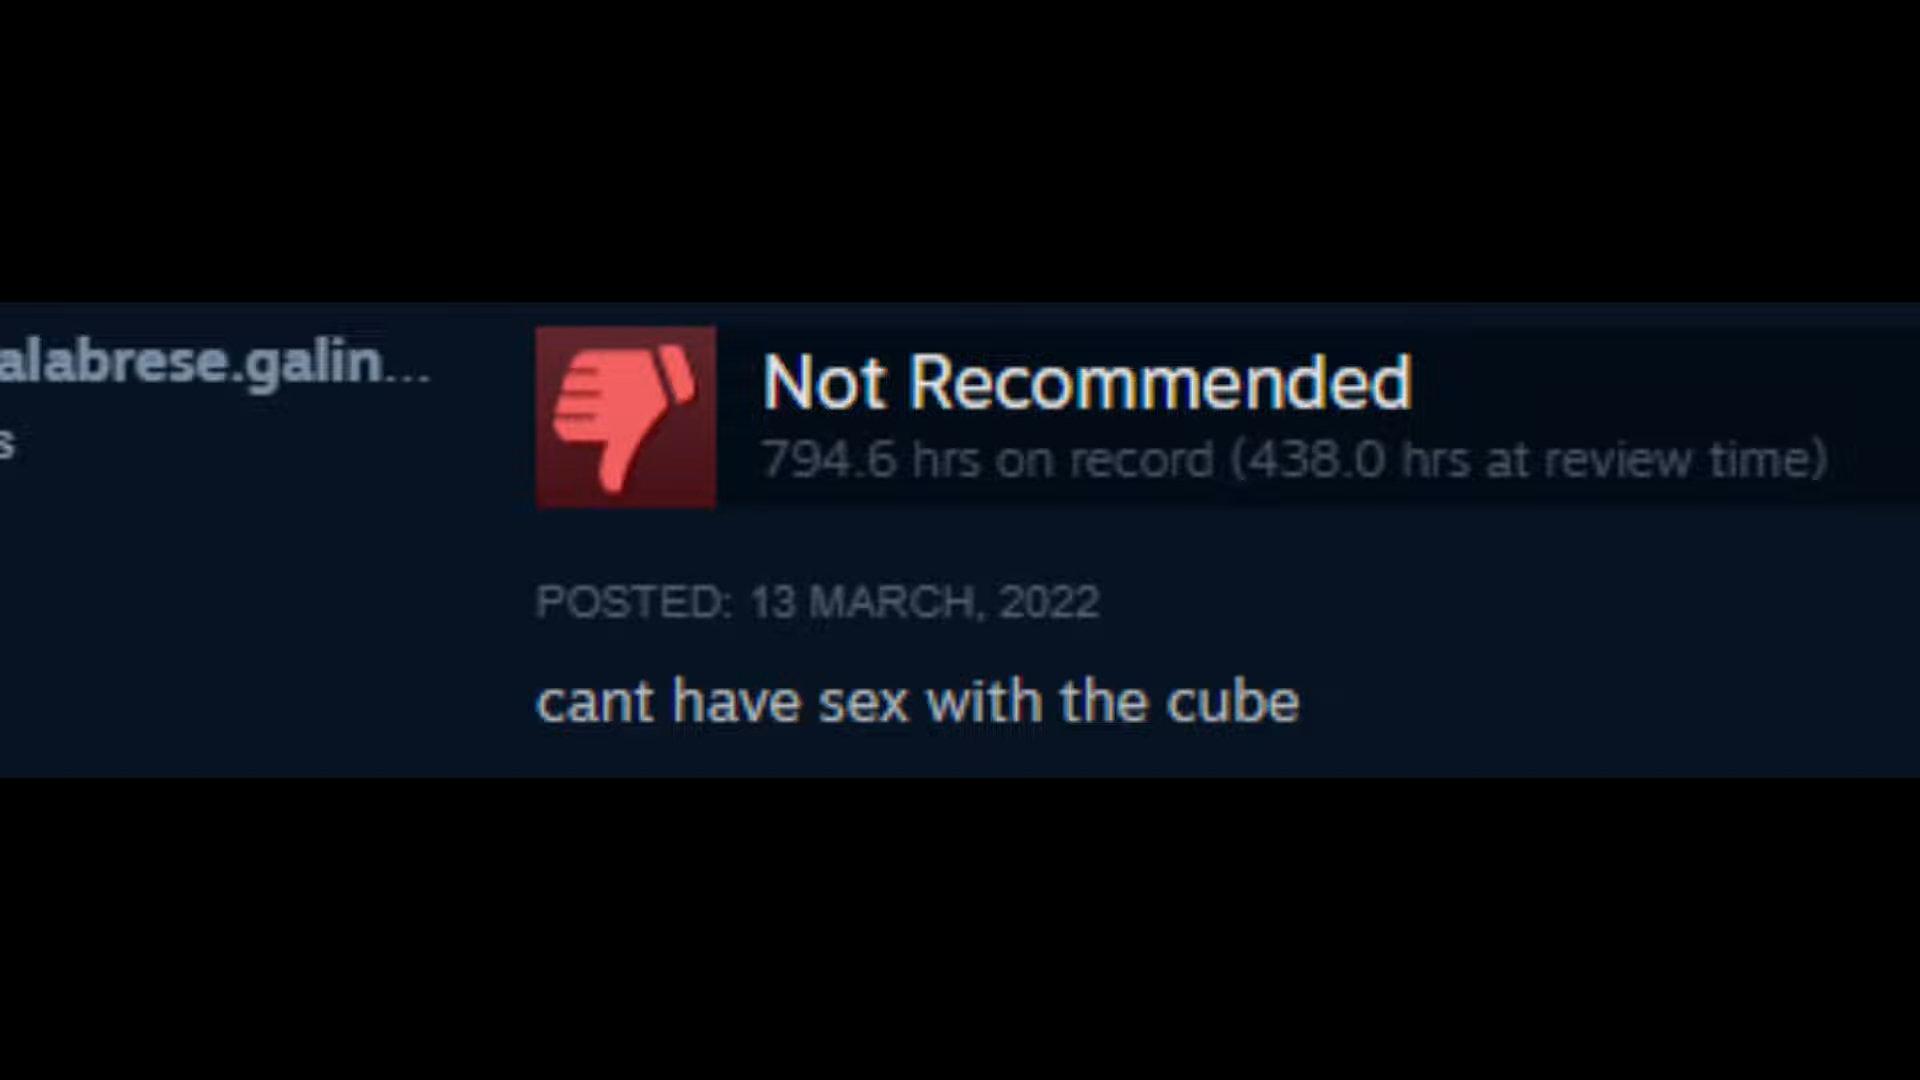 alabrese.galin...
s
Not Recommended
794.6 hrs on record (438.0 hrs at review time)
POSTED: 13 MARCH, 2022
cant have sex with the cube